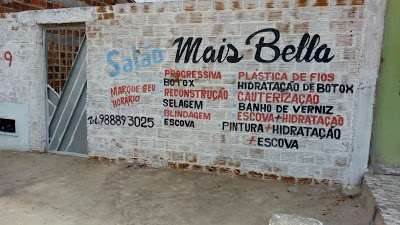 9
Salão Mais Bella
MARQUE SEU
HORÁRIO
Tel. 98889 3025
PROGRESSIVA
BOTOX
RECONSTRUÇÃO
SELAGEM
BLINDAGEM
ESCOVA
PLÁSTICA DE FIOS
HIDRATAÇÃO DE BOTOX
CAUTERIZAÇÃO
BANHO DE VERNIZ
ESCOVA + HIDRATAÇÃO
PINTURA + HIDRATAÇÃO
+ ESCOVA